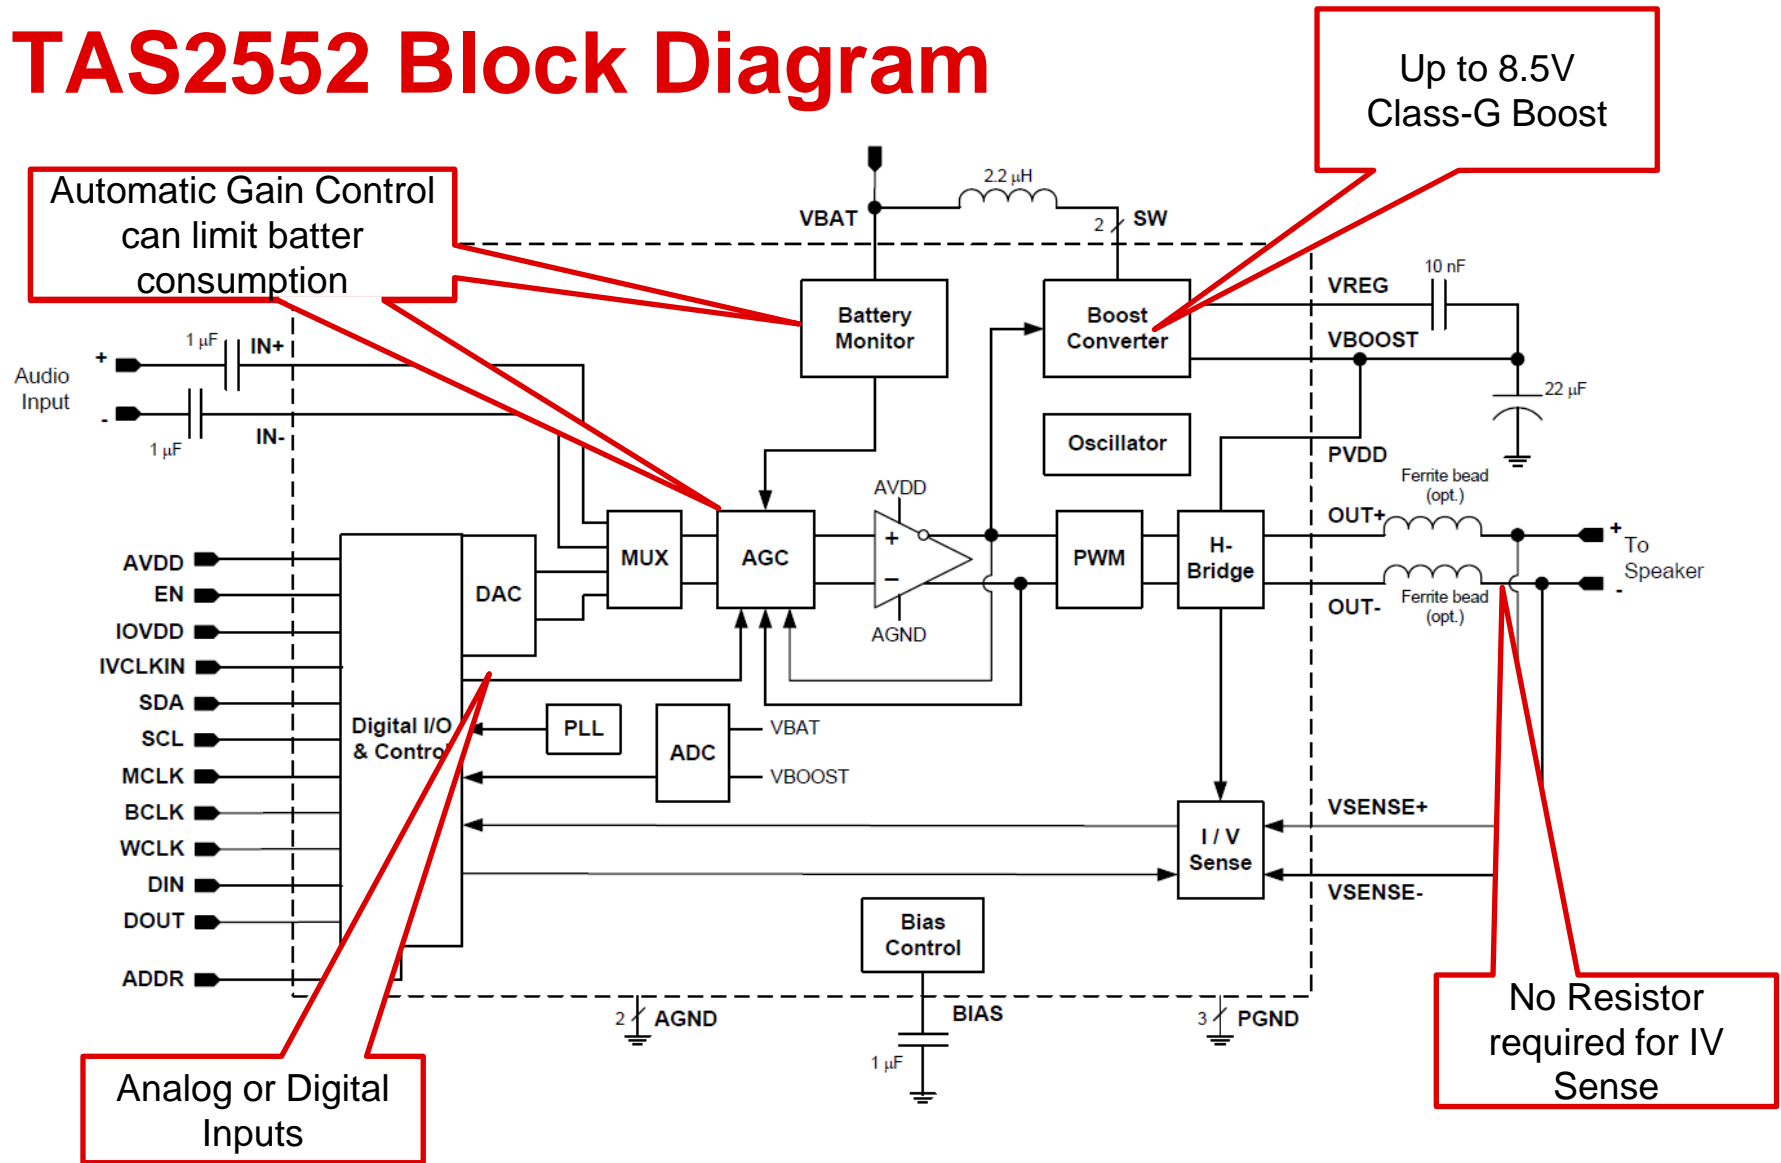 TAS2552 Block Diagram
Up to 8.5V
Class-G Boost
Automatic Gain Control
can limit batter
consumption
2.2 μH
VBAT
2
SW
10 nF
VREG
Battery
Monitor
Boost
Converter
VBOOST
1 μF
IN+
+
Audio
Input
-
IN-
1 μF
22 μF
Oscillator
PVDD
Ferrite bead
(opt.)
AVDD
OUT+
+
MUX
AGC
+
−
PWM
H-
Bridge
To
Speaker
-
Ferrite bead
(opt.)
OUT-
AGND
DAC
AVDD
EN
IOVDD
IVCLKIN
SDA
SCL
MCLK
BCLK
WCLK
DIN
DOUT
ADDR
Digital I/O
& Control
PLL
ADC
VBAT
VBOOST
VSENSE+
I / V
Sense
VSENSE-
Bias
Control
2
AGND
BIAS
3
PGND
1 μF
Analog or Digital
Inputs
No Resistor
required for IV
Sense